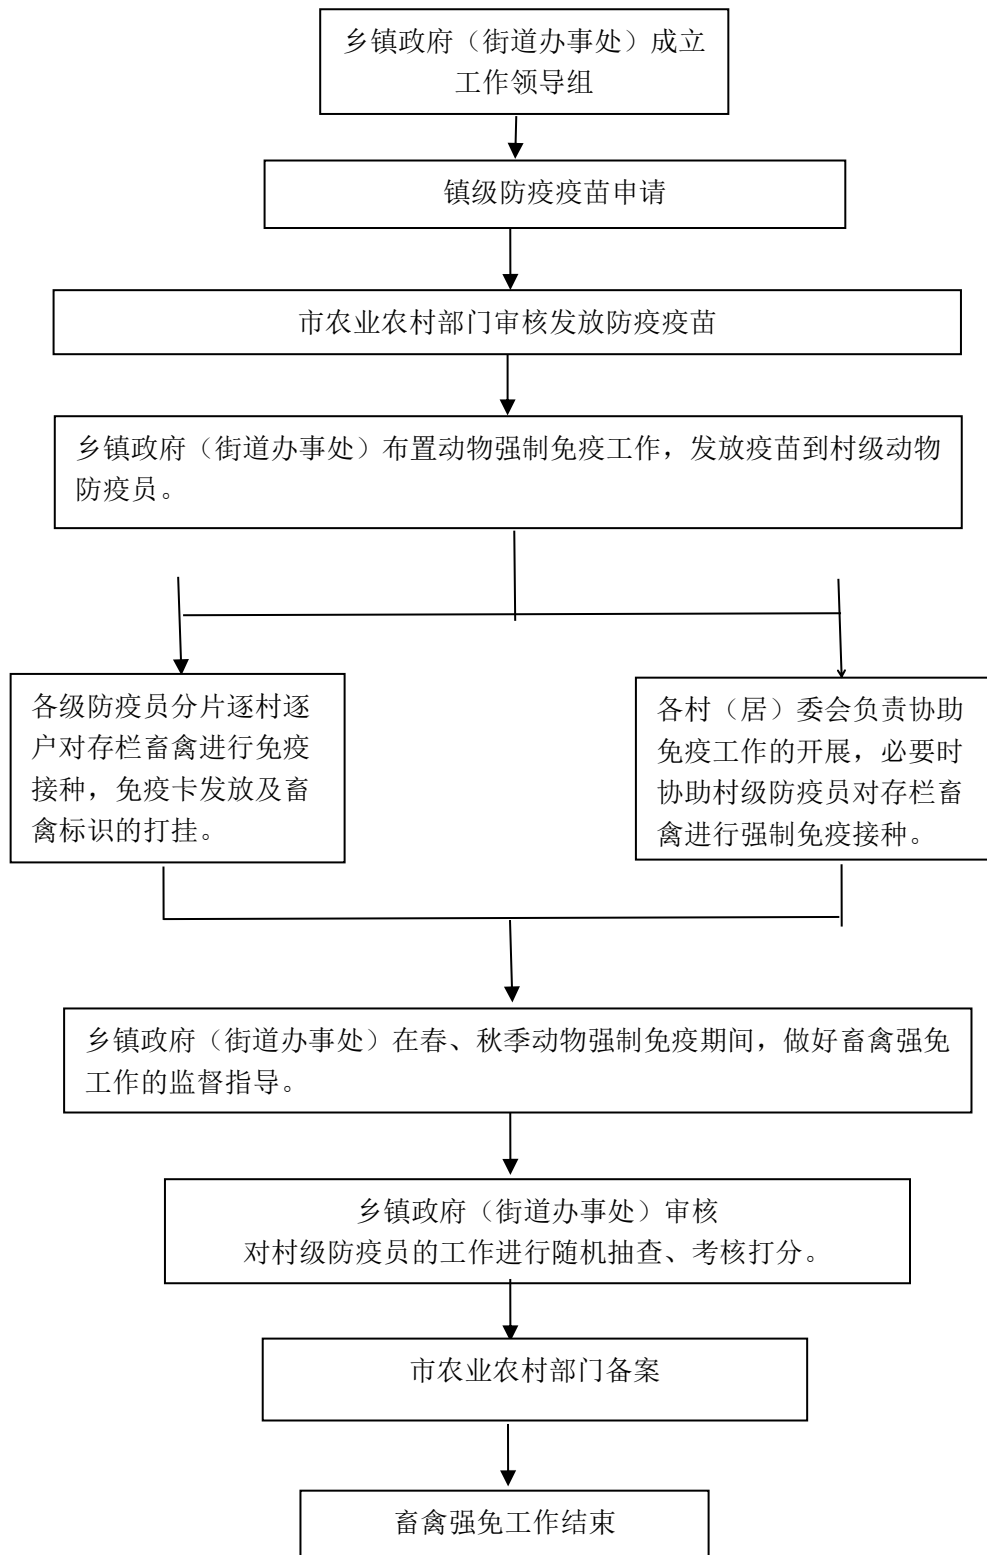 乡镇政府（街道办事处）成立
工作领导组
镇级防疫疫苗申请
市农业农村部门审核发放防疫疫苗
乡镇政府（街道办事处）布置动物强制免疫工作，发放疫苗到村级动物
防疫员。
各级防疫员分片逐村逐
户对存栏畜禽进行免疫
接种，免疫卡发放及畜
禽标识的打挂。
各村（居）委会负责协助
免疫工作的开展，必要时
协助村级防疫员对存栏畜
禽进行强制免疫接种。
乡镇政府（街道办事处）在春、秋季动物强制免疫期间，做好畜禽强免
工作的监督指导。
乡镇政府（街道办事处）审核
对村级防疫员的工作进行随机抽查、考核打分。
市农业农村部门备案
畜禽强免工作结束